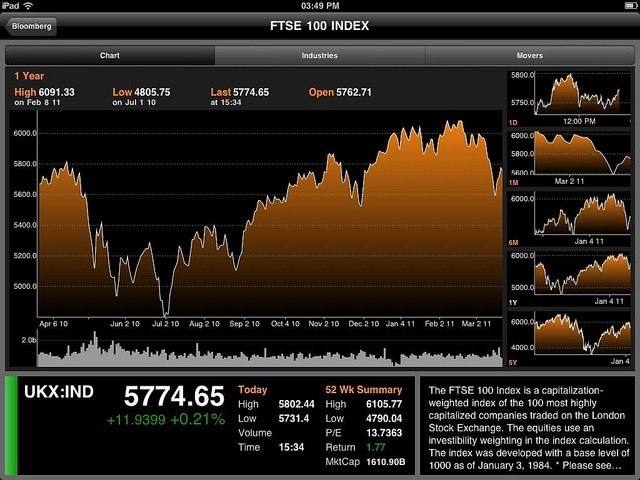 iPad 03:49 PM
Bloomberg FTSE 100 INDEX
Chart Industries Movers
1 Year
High 6091.33 Low 4805.75 Last 5774.65 Open 5762.71
on Feb 8 11 on Jul 1 10 at 15:34
6000.0
5800.0
5600.0
5400.0
5200.0
5000.0
Apr 6 10 Jun 2 10 Jul 2 10 Aug 2 10 Sep 2 10 Oct 4 10 Nov 2 10 Dec 2 10 Jan 4 11 Feb 2 11 Mar 2 11
2.0b
5800.0
5750.0
1D 12:00 PM
6000.0
5800.0
5600.0
1M Mar 2 11
6000.0
6M Jan 4 11
6000.0
5000.0
1Y Jan 4 11
6000.0
4000.0
5Y Jan 4
UKX:IND 5774.65
+11.9399 +0.21%
Today
High 5802.44
Low 5731.4
Volume
Time 15:34
52 Wk Summary
High 6105.77
Low 4790.04
P/E 13.7363
Return 1.77
MktCap 1610.90B
The FTSE 100 Index is a capitalization-
weighted index of the 100 most highly
capitalized companies traded on the London
Stock Exchange. The equities use an
investibility weighting in the index calculation.
The index was developed with a base level of
1000 as of January 3, 1984. * Please see…